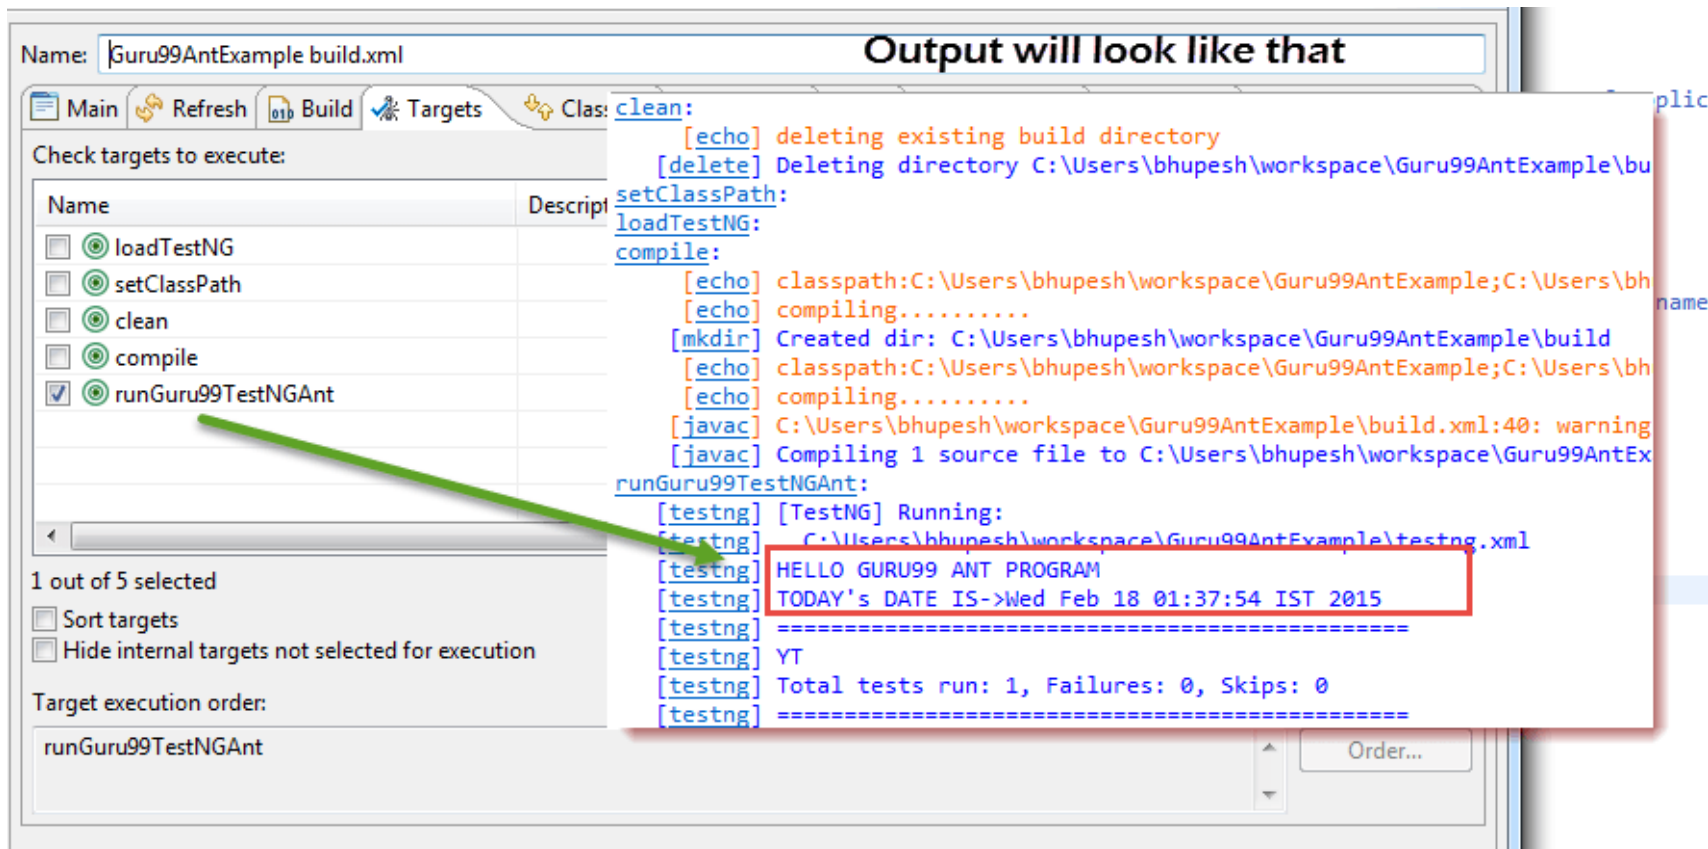 Name: Guru99AntExample build.xml
Output will look like that
Main Refresh Build Targets Clas
Check targets to execute:
Name Descript
loadTestNG
setClassPath
clean
compile
runGuru99TestNGAnt
1 out of 5 selected
Sort targets
Hide internal targets not selected for execution
Target execution order:
runGuru99TestNGAnt
Order...
clean:
[echo] deleting existing build directory
[delete] Deleting directory C:\Users\bhupesh\workspace\Guru99AntExample\bu
setClassPath:
loadTestNG:
compile:
[echo] classpath:C:\Users\bhupesh\workspace\Guru99AntExample;C:\Users\bh
[echo] compiling..........
[mkdir] Created dir: C:\Users\bhupesh\workspace\Guru99AntExample\build
[echo] classpath:C:\Users\bhupesh\workspace\Guru99AntExample;C:\Users\bh
[echo] compiling..........
[javac] C:\Users\bhupesh\workspace\Guru99AntExample\build.xml:40: warning
[javac] Compiling 1 source file to C:\Users\bhupesh\workspace\Guru99AntEx
runGuru99TestNGAnt:
[testng] [TestNG] Running:
[testng] C:\Users\bhupesh\workspace\Guru99AntExample\testng.xml
[testng] HELLO GURU99 ANT PROGRAM
[testng] TODAY's DATE IS->Wed Feb 18 01:37:54 IST 2015
[testng] ===============================================
[testng] YT
[testng] Total tests run: 1, Failures: 0, Skips: 0
[testng] ===============================================
plic
name